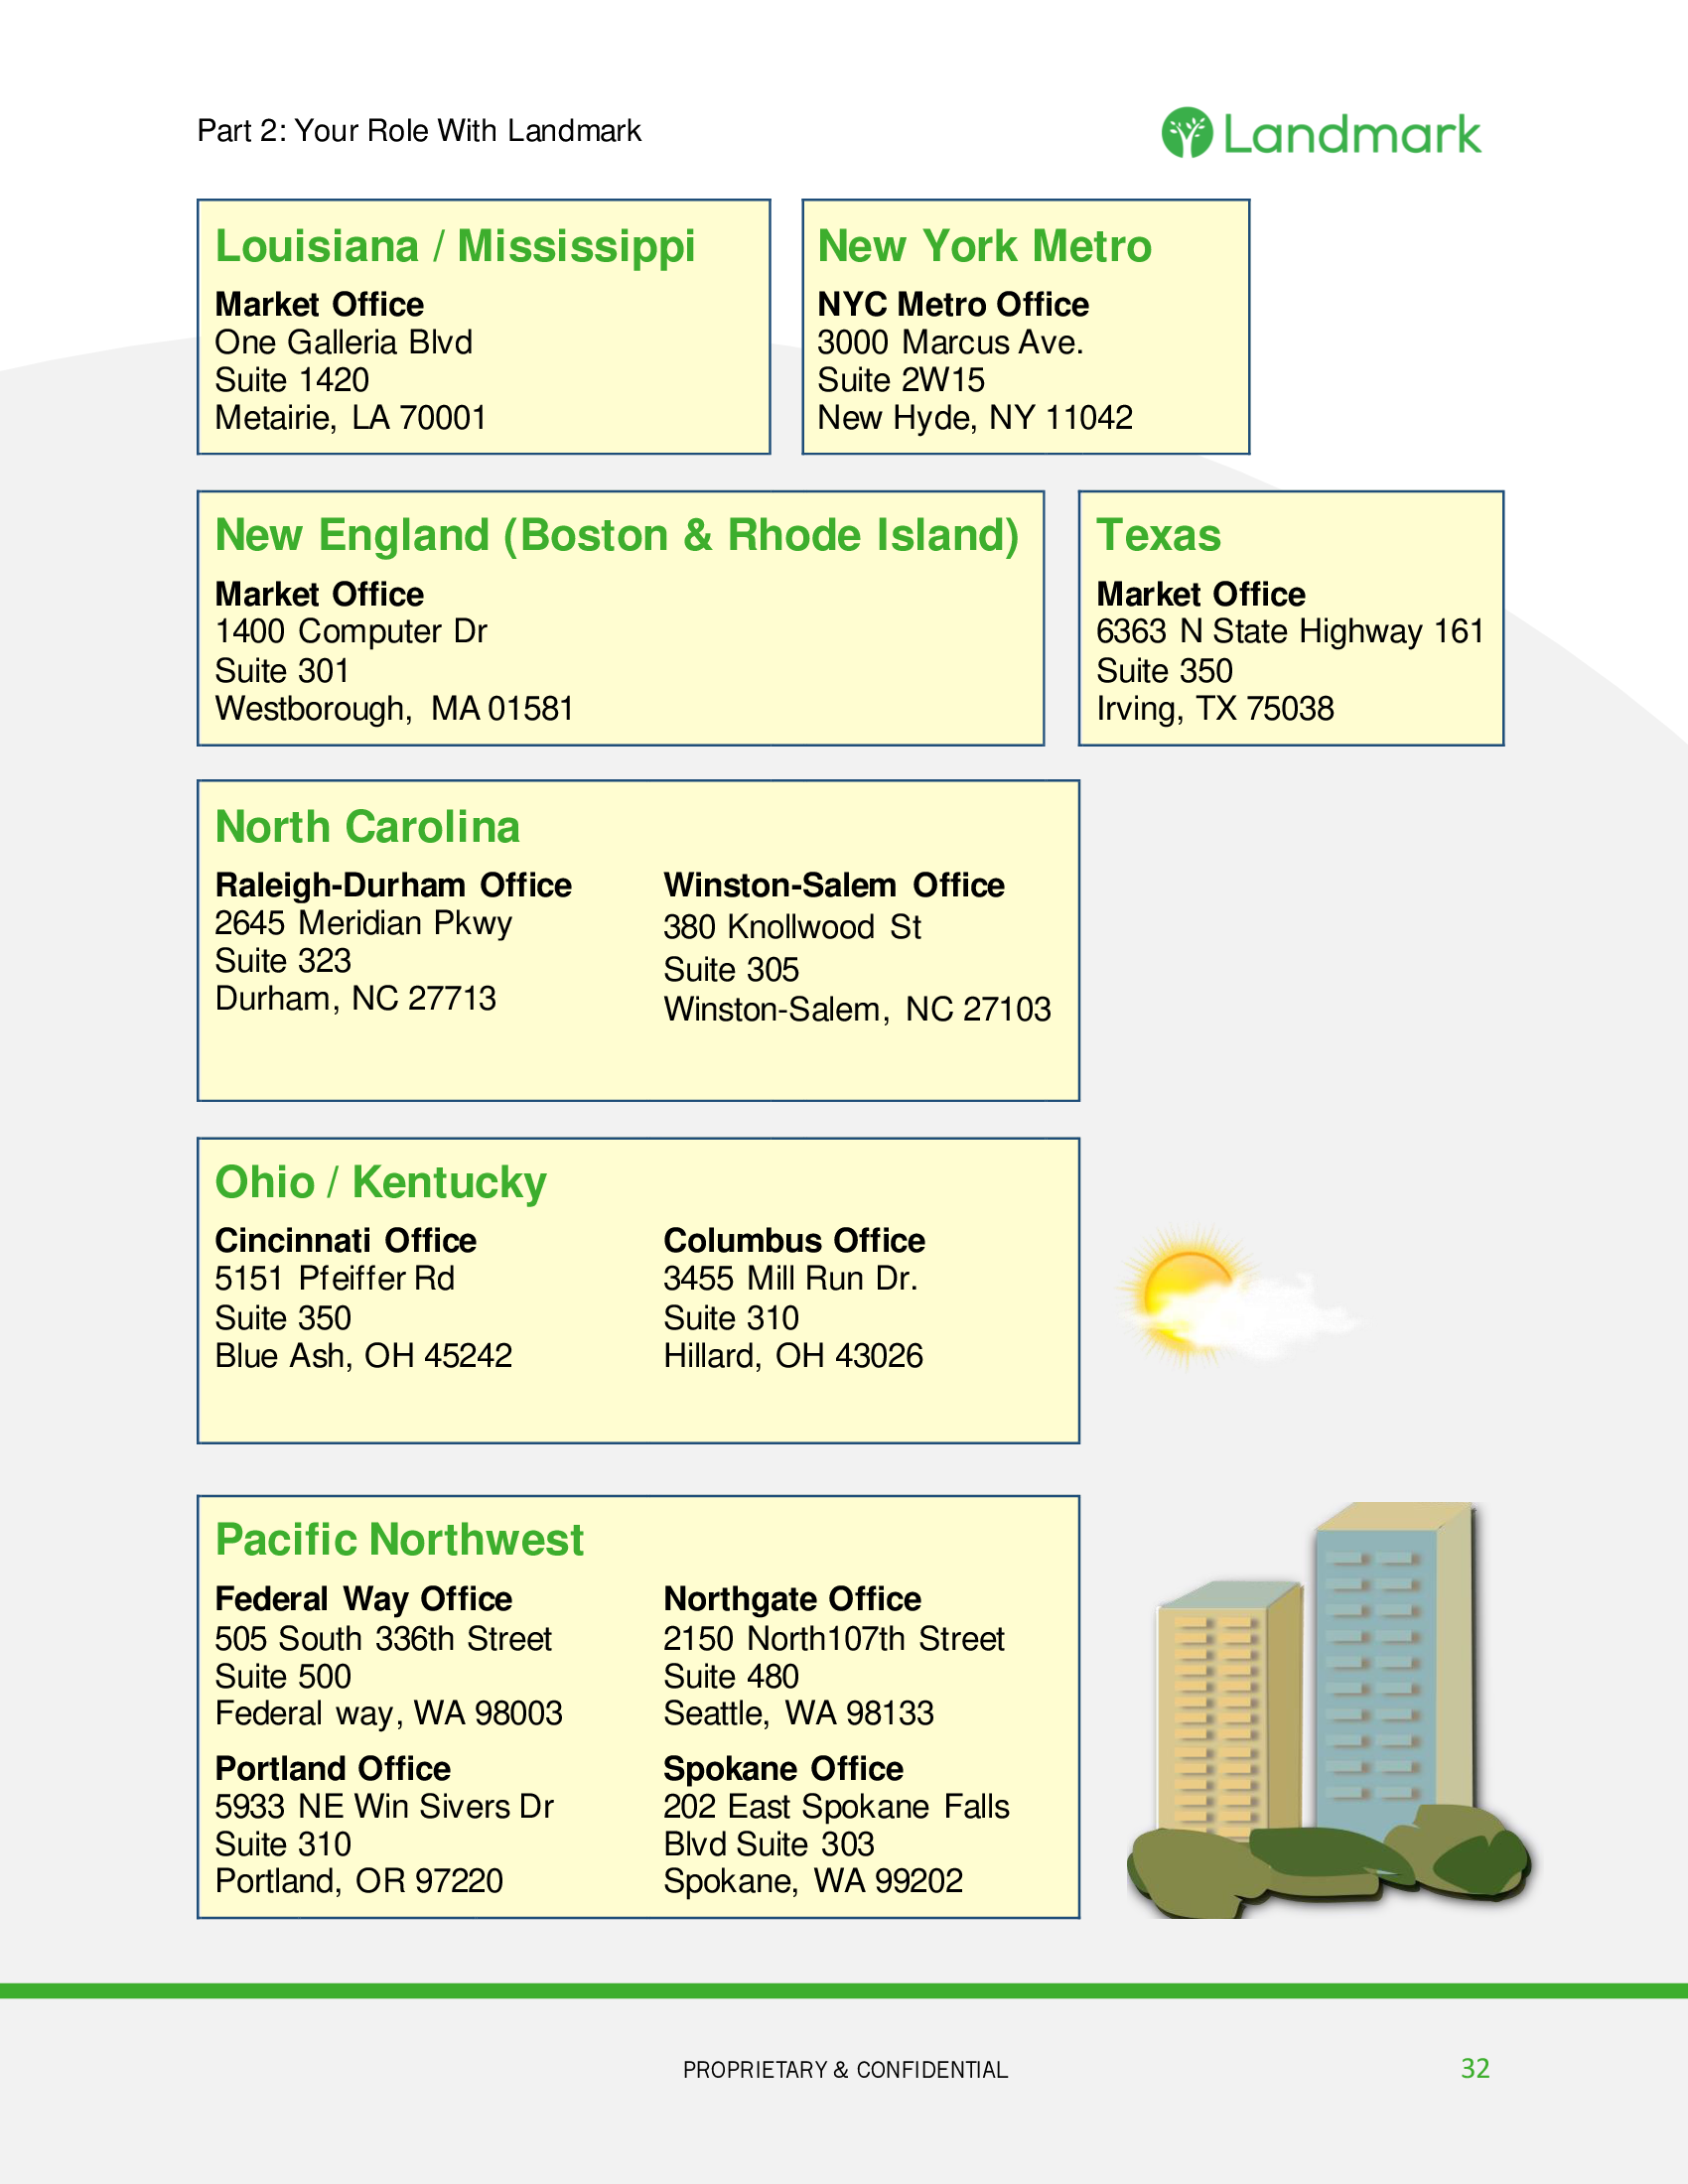 Part 2: Your Role With Landmark
Landmark
Louisiana / Mississippi
Market Office
One Galleria Blvd
Suite 1420
Metairie, LA 70001
New York Metro
NYC Metro Office
3000 Marcus Ave.
Suite 2W15
New Hyde, NY 11042
New England (Boston & Rhode Island)
Market Office
1400 Computer Dr
Suite 301
Westborough, MA 01581
Texas
Market Office
6363 N State Highway 161
Suite 350
Irving, TX 75038
North Carolina
Raleigh-Durham Office
2645 Meridian Pkwy
Suite 323
Durham, NC 27713
Winston-Salem Office
380 Knollwood St
Suite 305
Winston-Salem, NC 27103
Ohio / Kentucky
Cincinnati Office
5151 Pfeiffer Rd
Suite 350
Blue Ash, OH 45242
Columbus Office
3455 Mill Run Dr.
Suite 310
Hillard, OH 43026
Pacific Northwest
Federal Way Office
505 South 336th Street
Suite 500
Federal way, WA 98003
Northgate Office
2150 North107th Street
Suite 480
Seattle, WA 98133
Portland Office
5933 NE Win Sivers Dr
Suite 310
Portland, OR 97220
Spokane Office
202 East Spokane Falls
Blvd Suite 303
Spokane, WA 99202
PROPRIETARY & CONFIDENTIAL
32